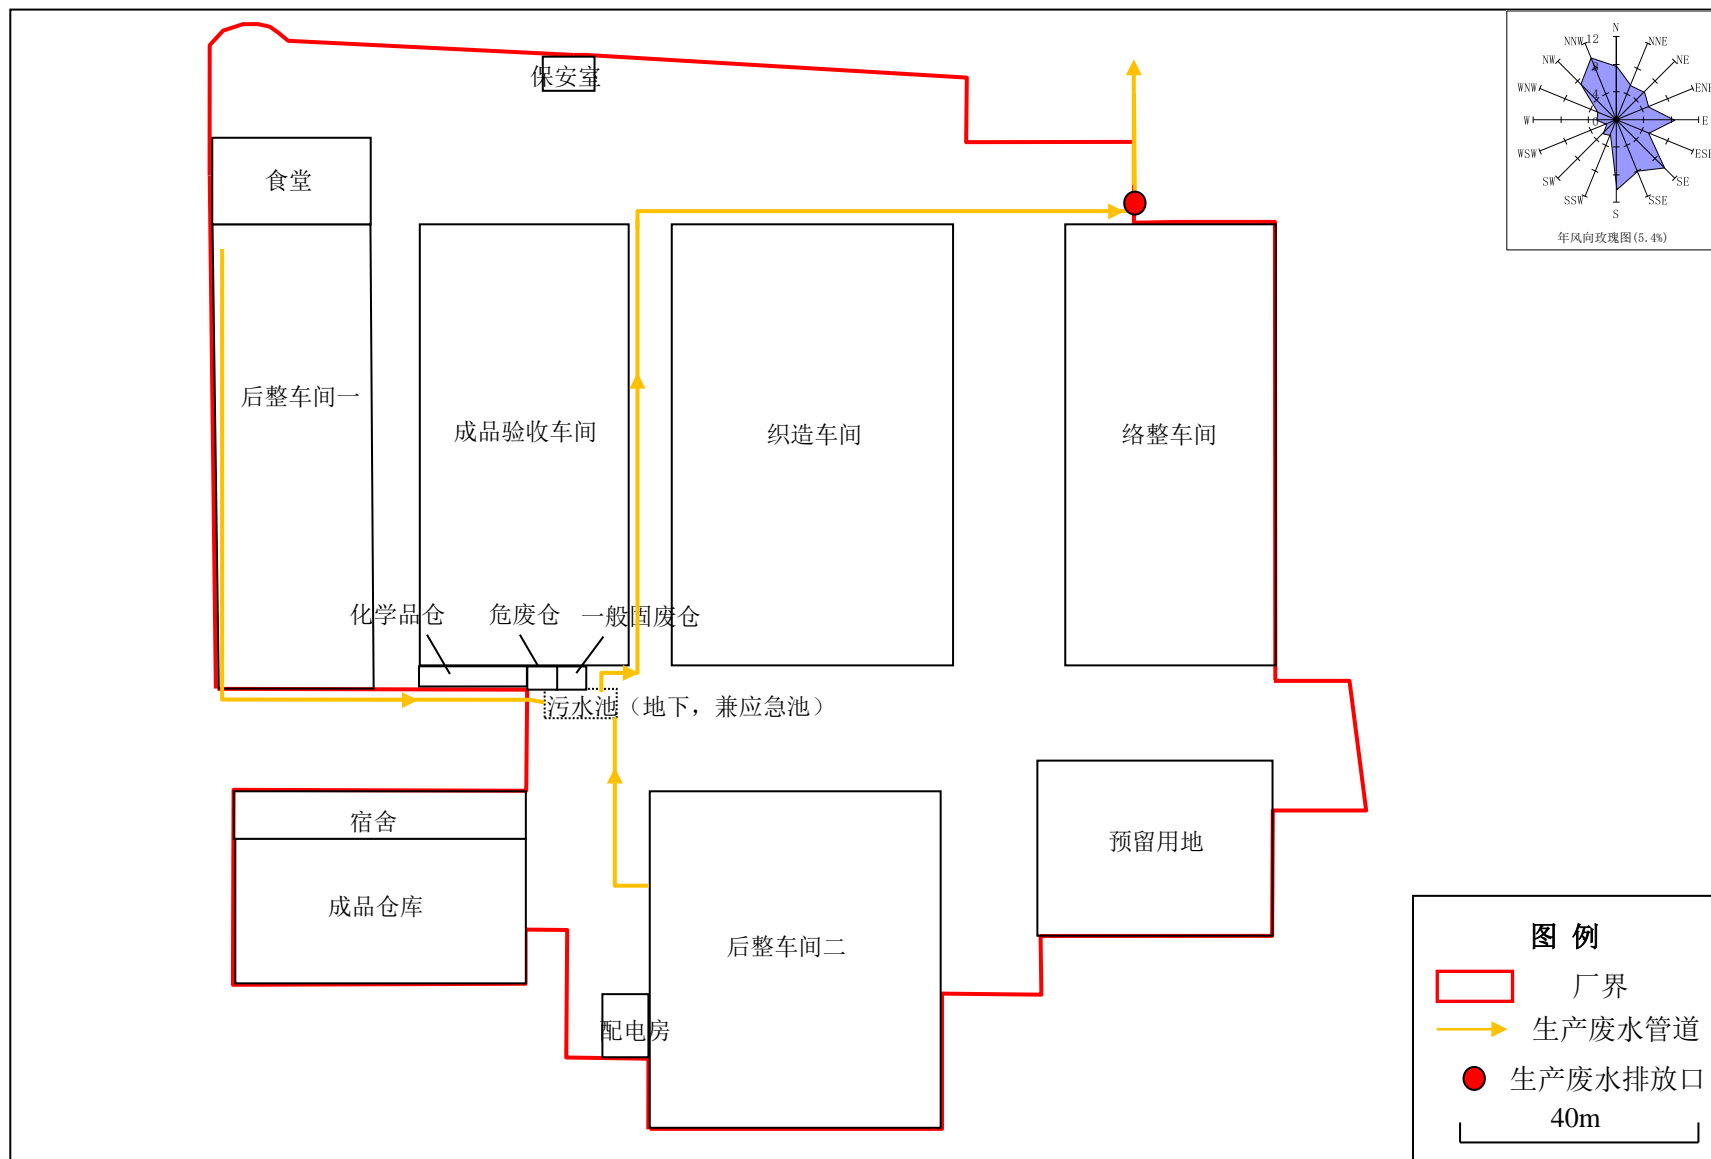 保安室
食堂
后整车间一
成品验收车间
织造车间
络整车间
化学品仓
危废仓
一般固废仓
污水池（地下，兼应急池）
宿舍
成品仓库
后整车间二
配电房
预留用地
N
NNW
12
NNE
NW
NE
8
WNW
4
ENE
W
0
E
WSW
ESE
SW
SE
SSW
SSE
S
年风向玫瑰图(5.4%)
图 例
厂界
生产废水管道
生产废水排放口
40m